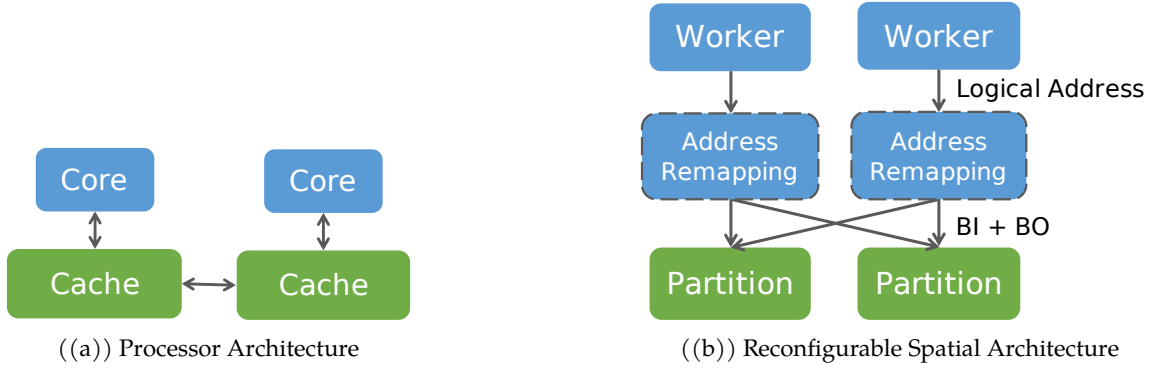 Core
Core
Cache
Cache
((a)) Processor Architecture
Worker
Worker
Logical Address
Address
Remapping
Address
Remapping
BI + BO
Partition
Partition
((b)) Reconfigurable Spatial Architecture